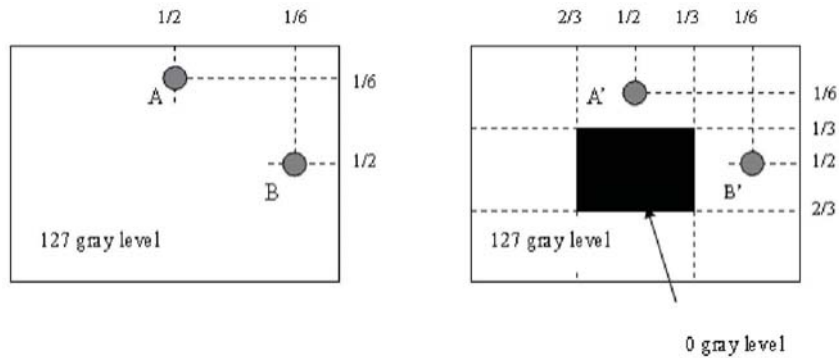 1/2 1/6
A
1/6
B
1/2
127 gray level
2/3 1/2 1/3 1/6
A'
1/6
1/3
1/2
B'
2/3
127 gray level
0 gray level